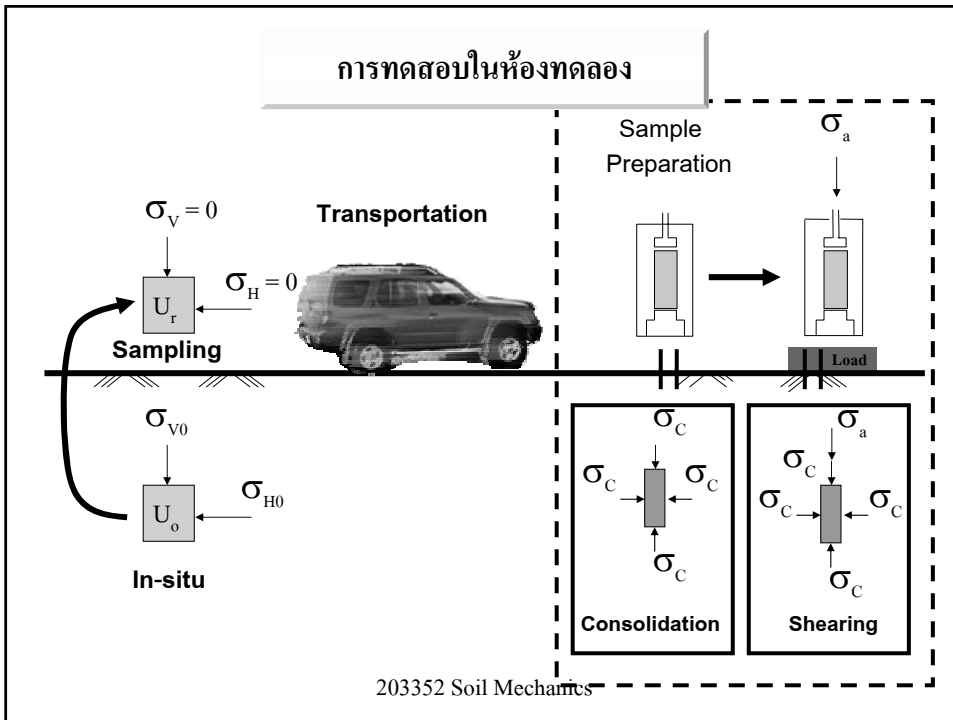 การทดสอบในห้องทดลอง
Sample
Preparation
σa
σV = 0
Transportation
σH = 0
Ur
Sampling
Load
σV0
σH0
Uo
In-situ
σC
σC
σC
σC
Consolidation
σa
σC
σC
σC
σC
Shearing
203352 Soil Mechanics